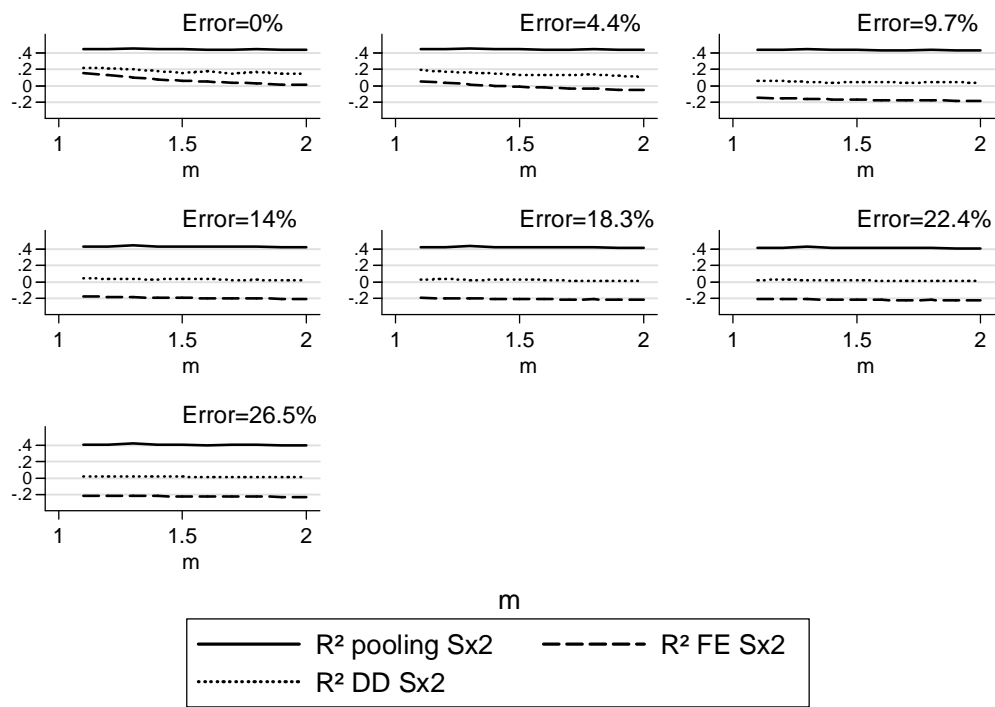 Error=0% Error=4.4% Error=9.7%
.4 .4 .4
.2 .2 .2
0 0 0
-.2 -.2 -.2
1 1.5 2 1 1.5 2 1 1.5 2
m m m
Error=14% Error=18.3% Error=22.4%
.4 .4 .4
.2 .2 .2
0 0 0
-.2 -.2 -.2
1 1.5 2 1 1.5 2 1 1.5 2
m m m
Error=26.5%
.4
.2
0
-.2
1 1.5 2
m
m
R² pooling Sx2 R² FE Sx2
R² DD Sx2